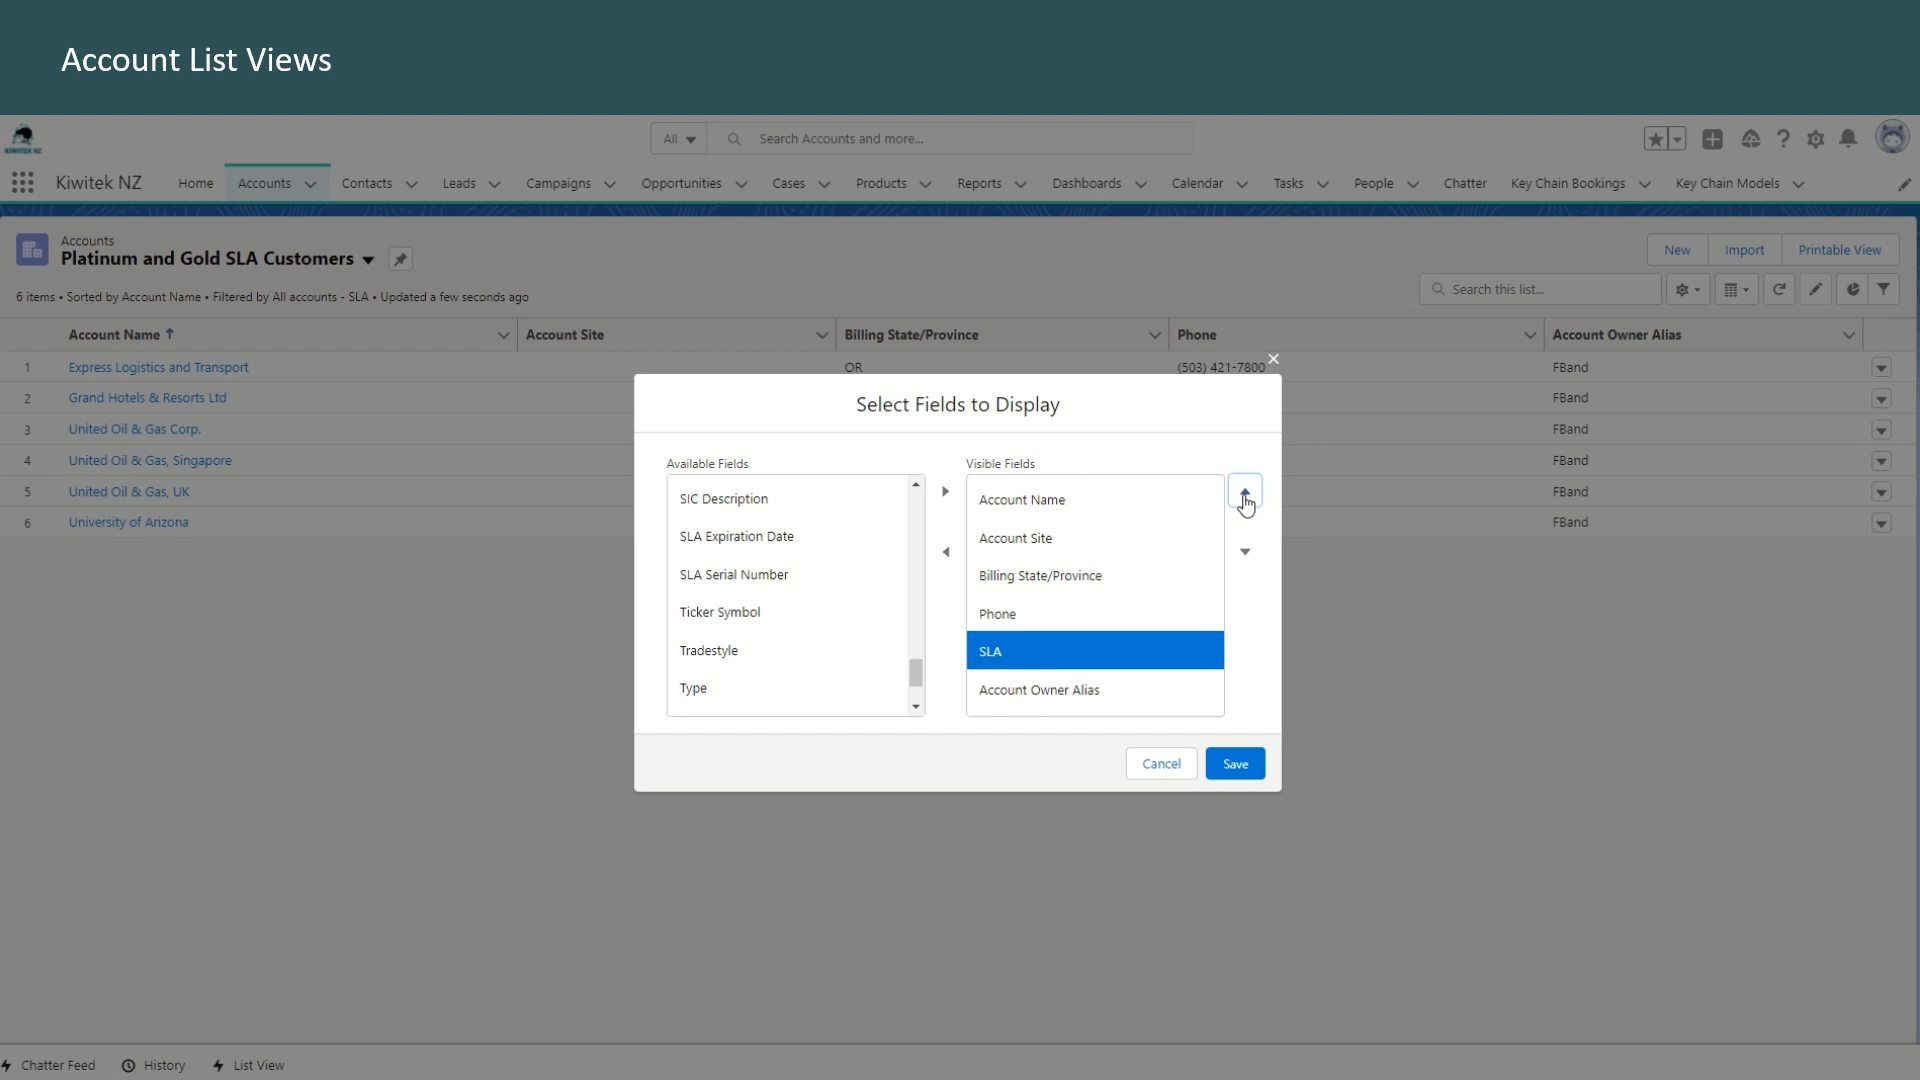 Account List Views
KIWITEK NZ
All
Search Accounts and more...
Kiwitek NZ Home Accounts Contacts Leads Campaigns Opportunities Cases Products Reports Dashboards Calendar Tasks People Chatter Key Chain Bookings Key Chain Models
Accounts
Platinum and Gold SLA Customers
New Import Printable View
6 items • Sorted by Account Name • Filtered by All accounts - SLA • Updated a few seconds ago
Search this list...
Account Name Account Site Billing State/Province Phone Account Owner Alias
1 Express Logistics and Transport OR (503) 421-7800 FBand
2 Grand Hotels & Resorts Ltd FBand
3 United Oil & Gas Corp. FBand
4 United Oil & Gas, Singapore FBand
5 United Oil & Gas, UK FBand
6 University of Arizona FBand
Select Fields to Display
Available Fields
SIC Description
SLA Expiration Date
SLA Serial Number
Ticker Symbol
Tradestyle
Type
Visible Fields
Account Name
Account Site
Billing State/Province
Phone
SLA
Account Owner Alias
Cancel Save
Chatter Feed History List View